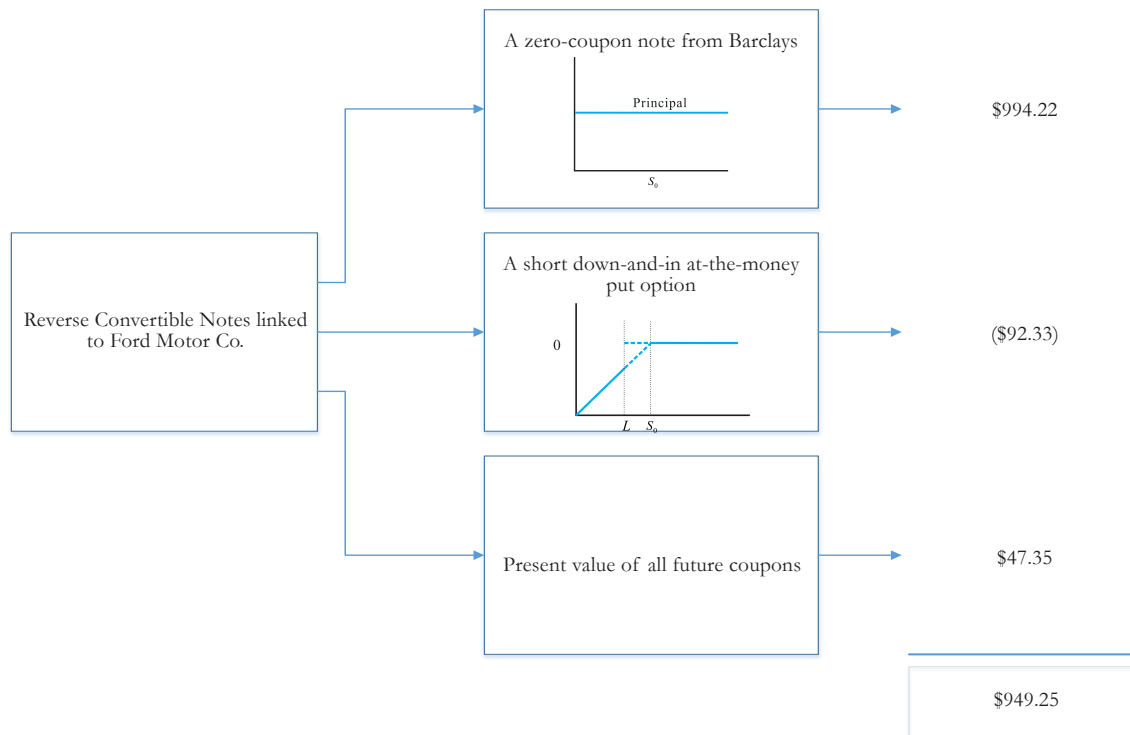 A zero-coupon note from Barclays
Principal
S₀
$994.22
Reverse Convertible Notes linked
to Ford Motor Co.
A short down-and-in at-the-money
put option
0
L
S₀
($92.33)
Present value of all future coupons
$47.35
$949.25